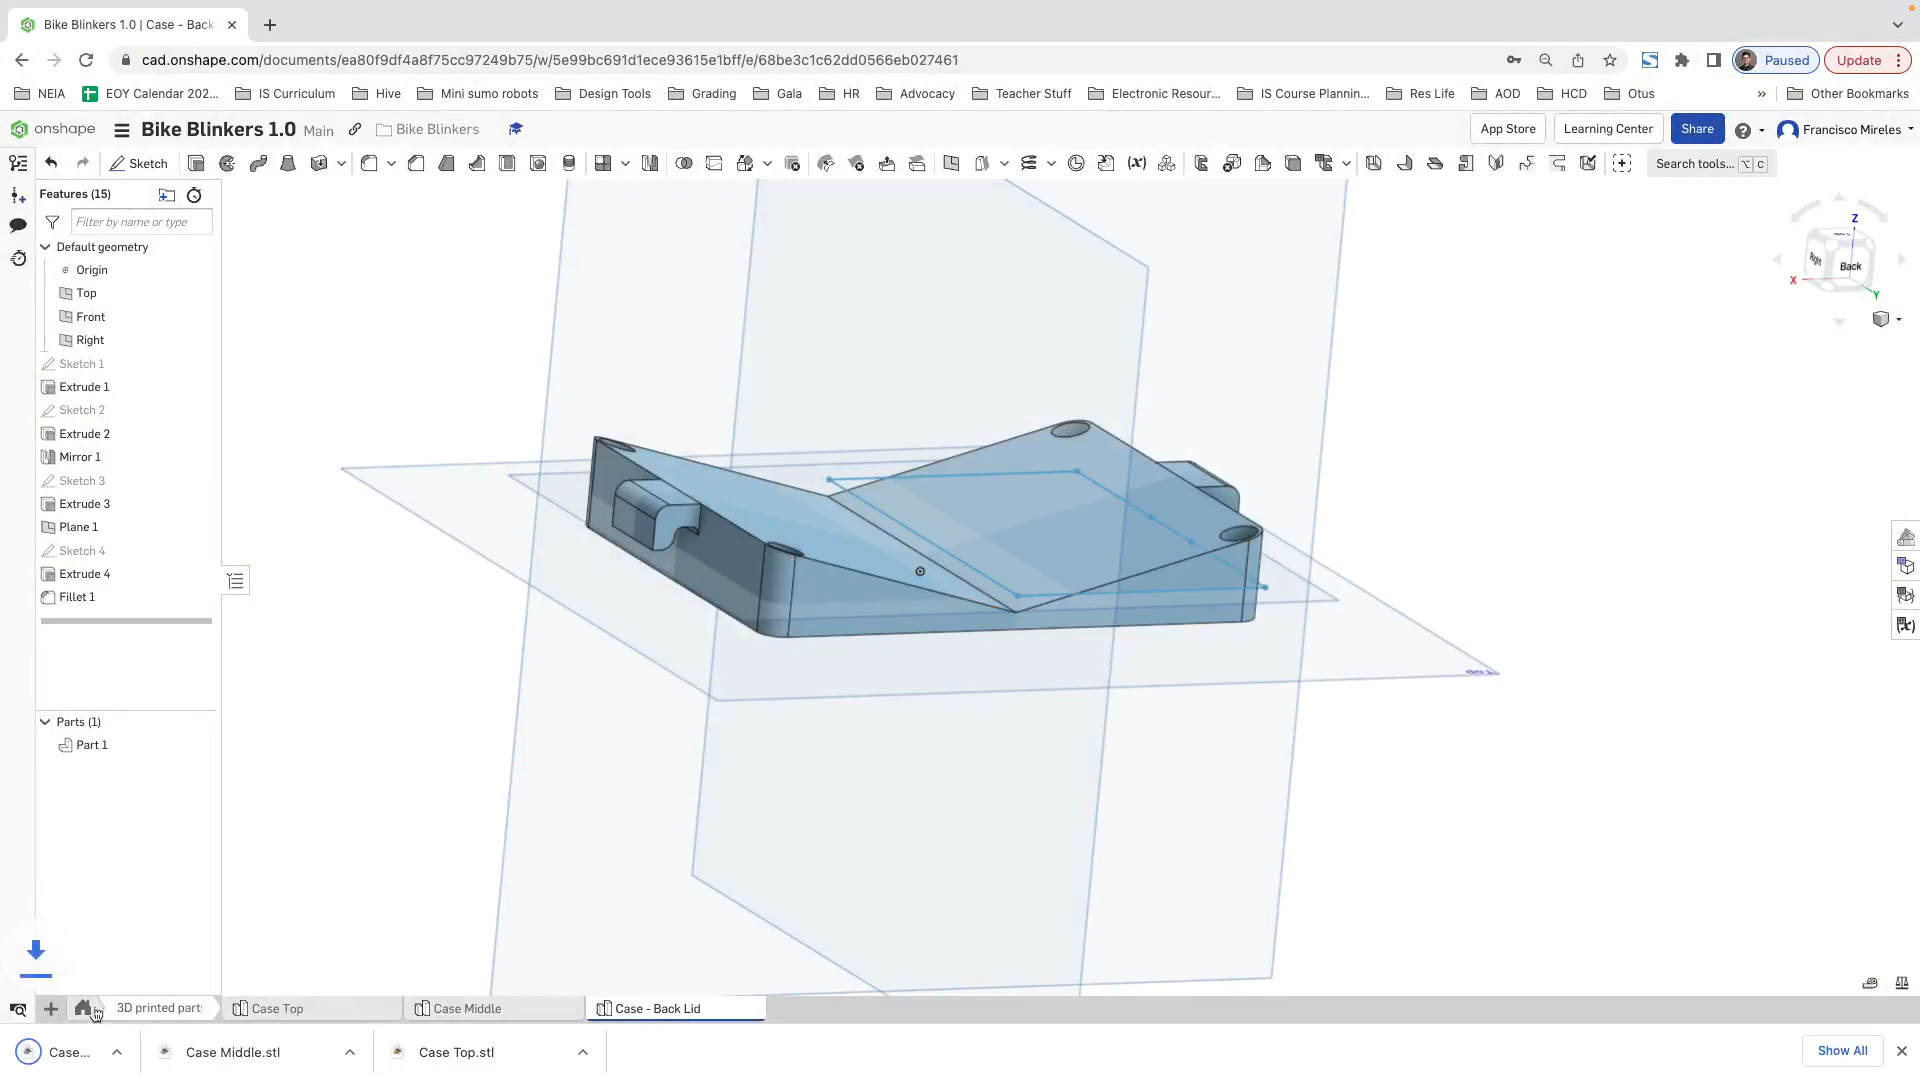 Bike Blinkers 1.0 | Case - Back
cad.onshape.com/documents/ea80f9df4a8f75cc97249b75/w/5e99bc691d1ece93615e1bff/e/68be3c1c62dd0566eb027461
Paused
Update
NEIA
EOY Calendar 202...
IS Curriculum
Hive
Mini sumo robots
Design Tools
Grading
Gala
HR
Advocacy
Teacher Stuff
Electronic Resour...
IS Course Plannin...
Res Life
AOD
HCD
Otus
»
Other Bookmarks
onshape
Bike Blinkers 1.0
Main
Bike Blinkers
App Store
Learning Center
Share
Francisco Mireles
Sketch
Search tools... ⌥ C
Features (15)
Filter by name or type
Default geometry
Origin
Top
Front
Right
Sketch 1
Extrude 1
Sketch 2
Extrude 2
Mirror 1
Sketch 3
Extrude 3
Plane 1
Sketch 4
Extrude 4
Fillet 1
Parts (1)
Part 1
Top
Z
Top
Right
Back
X
Y
3D printed part
Case Top
Case Middle
Case - Back Lid
Case...
Case Middle.stl
Case Top.stl
Show All